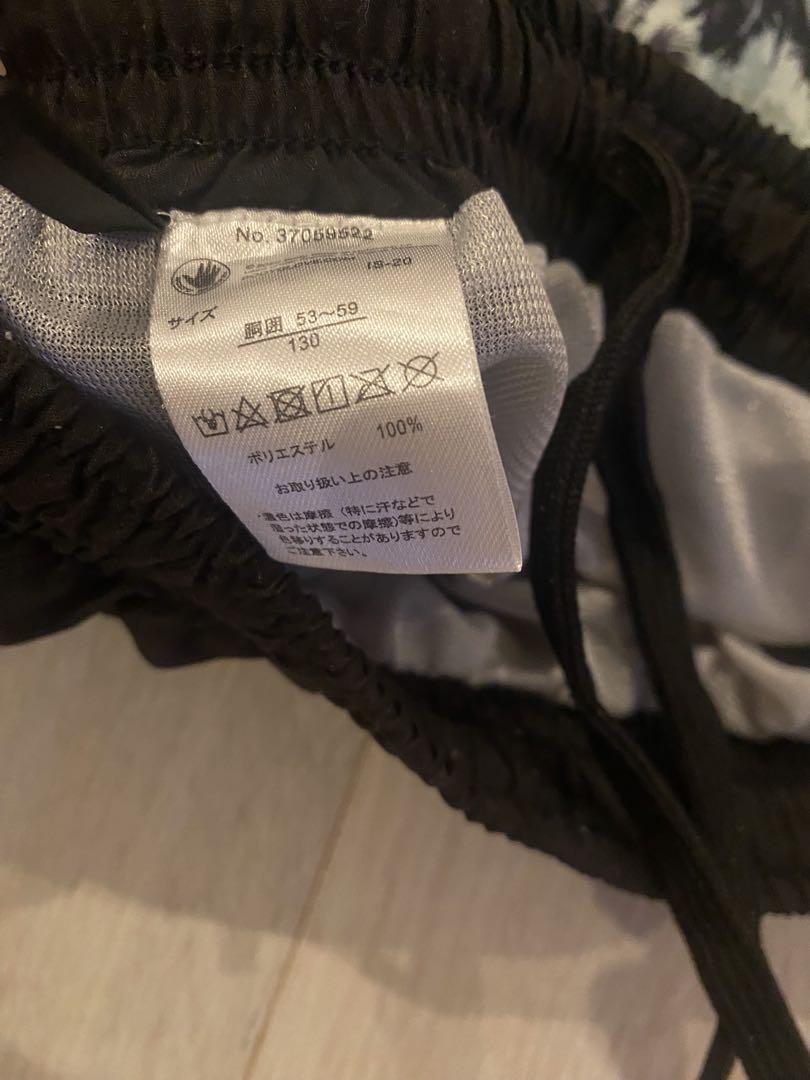 No. 37059522
19-20
サイズ
胴囲 53～59
130
ポリエステル 100%
お取り扱い上の注意
・濃色は摩擦（特に汗などで
湿った状態での摩擦)等により
色移りすることがありますので
ご注意下さい。